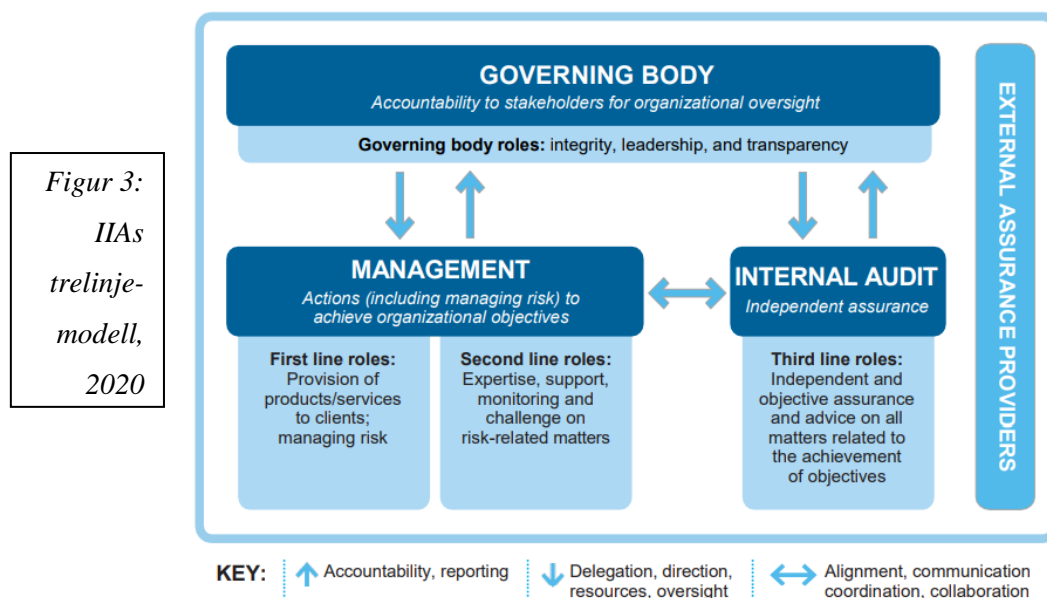 Figur 3:
IIAs
trelinje-
modell,
2020
GOVERNING BODY
Accountability to stakeholders for organizational oversight
Governing body roles: integrity, leadership, and transparency
MANAGEMENT
Actions (including managing risk) to
achieve organizational objectives
First line roles:
Provision of
products/services
to clients;
managing risk
Second line roles:
Expertise, support,
monitoring and
challenge on
risk-related matters
INTERNAL AUDIT
Independent assurance
Third line roles:
Independent and
objective assurance
and advice on all
matters related to
the achievement
of objectives
EXTERNAL ASSURANCE PROVIDERS
KEY:
Accountability, reporting
Delegation, direction,
resources, oversight
Alignment, communication
coordination, collaboration